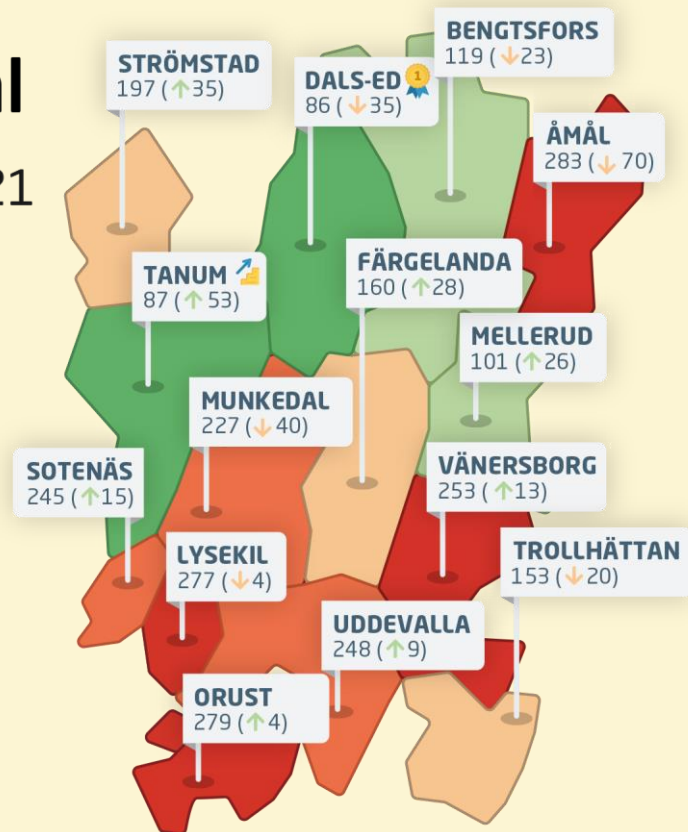 al
21
BENGTSFORS
119 (↓23)
STRÖMSTAD
197 (↑35)
DALS-ED 1
86 (↓35)
ÅMÅL
283 (↓ 70)
TANUM
87 (↑ 53)
FÄRGELANDA
160 (↑28)
MELLERUD
101 (↑26)
MUNKEDAL
227 (↓40)
SOTENÄS
245 (↑15)
VÄNERSBORG
253 (↑13)
LYSEKIL
277 (↓4)
TROLLHÄTTAN
153 (↓20)
UDDEVALLA
248 (↑9)
ORUST
279 (↑4)